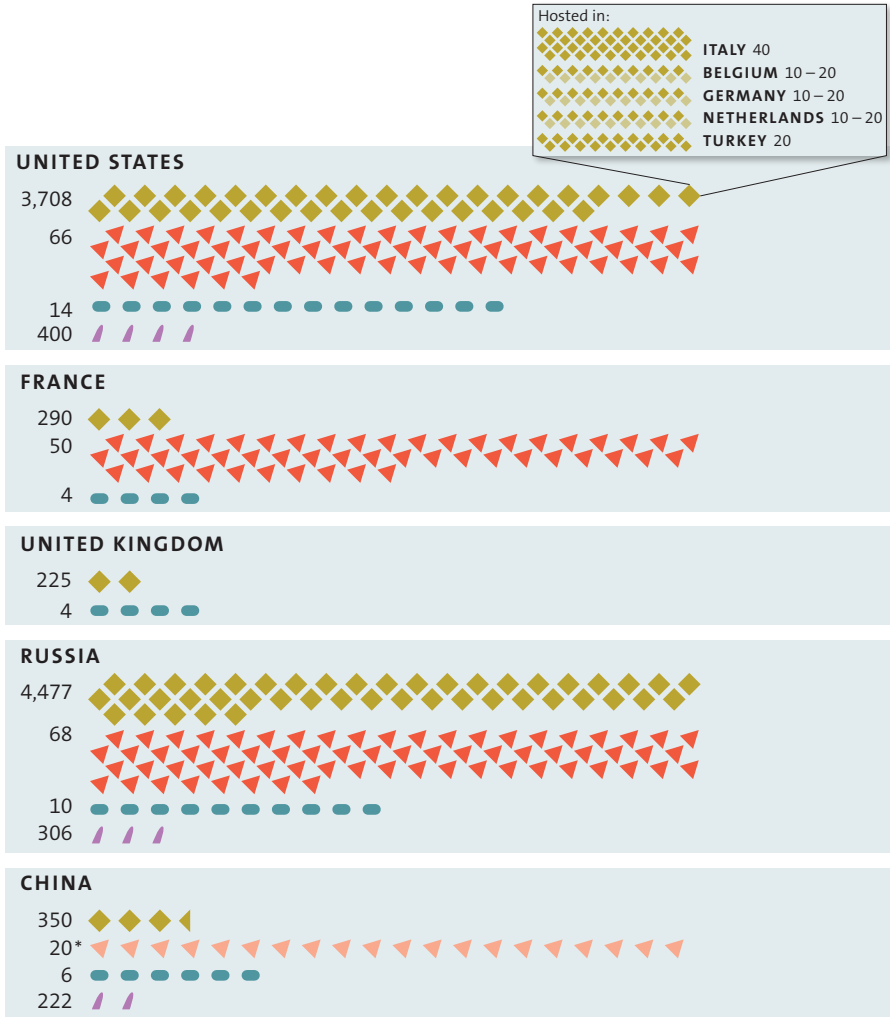 Hosted in:
ITALY 40
BELGIUM 10 – 20
GERMANY 10 – 20
NETHERLANDS 10 – 20
TURKEY 20
UNITED STATES
3,708
66
14
400
FRANCE
290
50
4
UNITED KINGDOM
225
4
RUSSIA
4,477
68
10
306
CHINA
350
20*
6
222